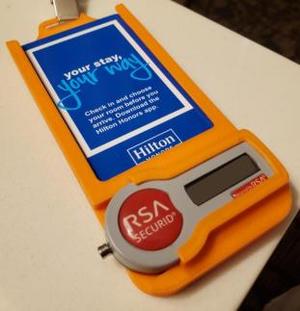 your stay,
your way
Check in and choose
your room before you
arrive. Download the
Hilton Honors app.
Hilton
HONORS
RSA
SECURID®